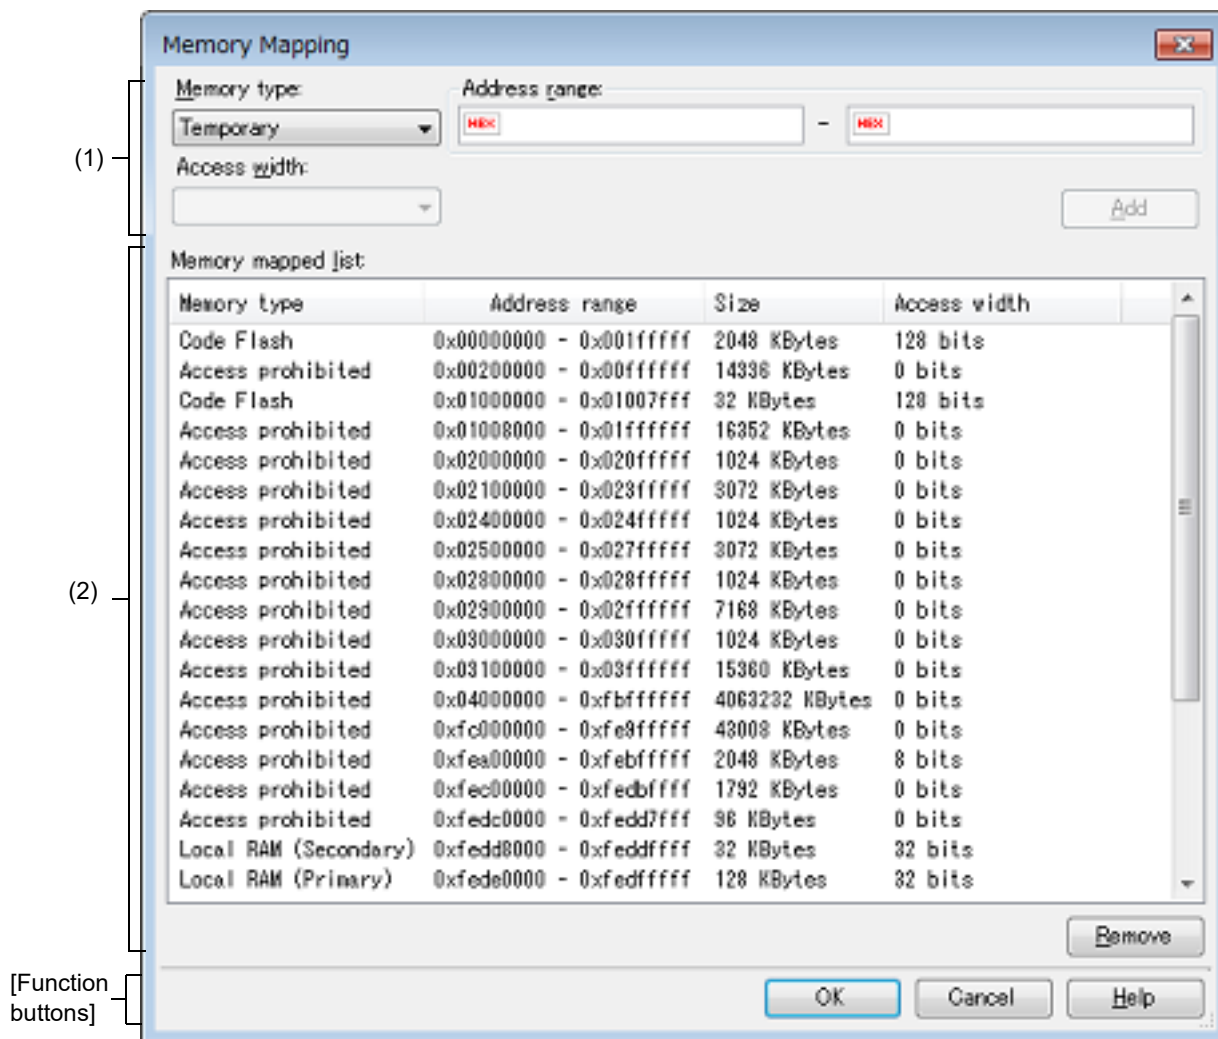 Memory Mapping
Memory type:
Address range:
Temporary
HEX - HEX
(1)
Access width:
Add
Memory mapped list:
Memory type Address range Size Access width
Code Flash 0x00000000 - 0x001fffff 2048 KBytes 128 bits
Access prohibited 0x00200000 - 0x00ffffff 14336 KBytes 0 bits
Code Flash 0x01000000 - 0x01007fff 32 KBytes 128 bits
Access prohibited 0x01008000 - 0x01ffffff 16352 KBytes 0 bits
Access prohibited 0x02000000 - 0x020fffff 1024 KBytes 0 bits
Access prohibited 0x02100000 - 0x023fffff 3072 KBytes 0 bits
Access prohibited 0x02400000 - 0x024fffff 1024 KBytes 0 bits
Access prohibited 0x02500000 - 0x027fffff 3072 KBytes 0 bits
Access prohibited 0x02800000 - 0x028fffff 1024 KBytes 0 bits
(2)
Access prohibited 0x02900000 - 0x02ffffff 7168 KBytes 0 bits
Access prohibited 0x03000000 - 0x030fffff 1024 KBytes 0 bits
Access prohibited 0x03100000 - 0x03ffffff 15360 KBytes 0 bits
Access prohibited 0x04000000 - 0xfbffffff 4063232 KBytes 0 bits
Access prohibited 0xfc000000 - 0xfe9fffff 43008 KBytes 0 bits
Access prohibited 0xfea00000 - 0xfebfffff 2048 KBytes 8 bits
Access prohibited 0xfec00000 - 0xfedbffff 1792 KBytes 0 bits
Access prohibited 0xfedc0000 - 0xfedd7fff 96 KBytes 0 bits
Local RAM (Secondary) 0xfedd8000 - 0xfeddffff 32 KBytes 32 bits
Local RAM (Primary) 0xfede0000 - 0xfedfffff 128 KBytes 32 bits
Remove
[Function
buttons]
OK Cancel Help